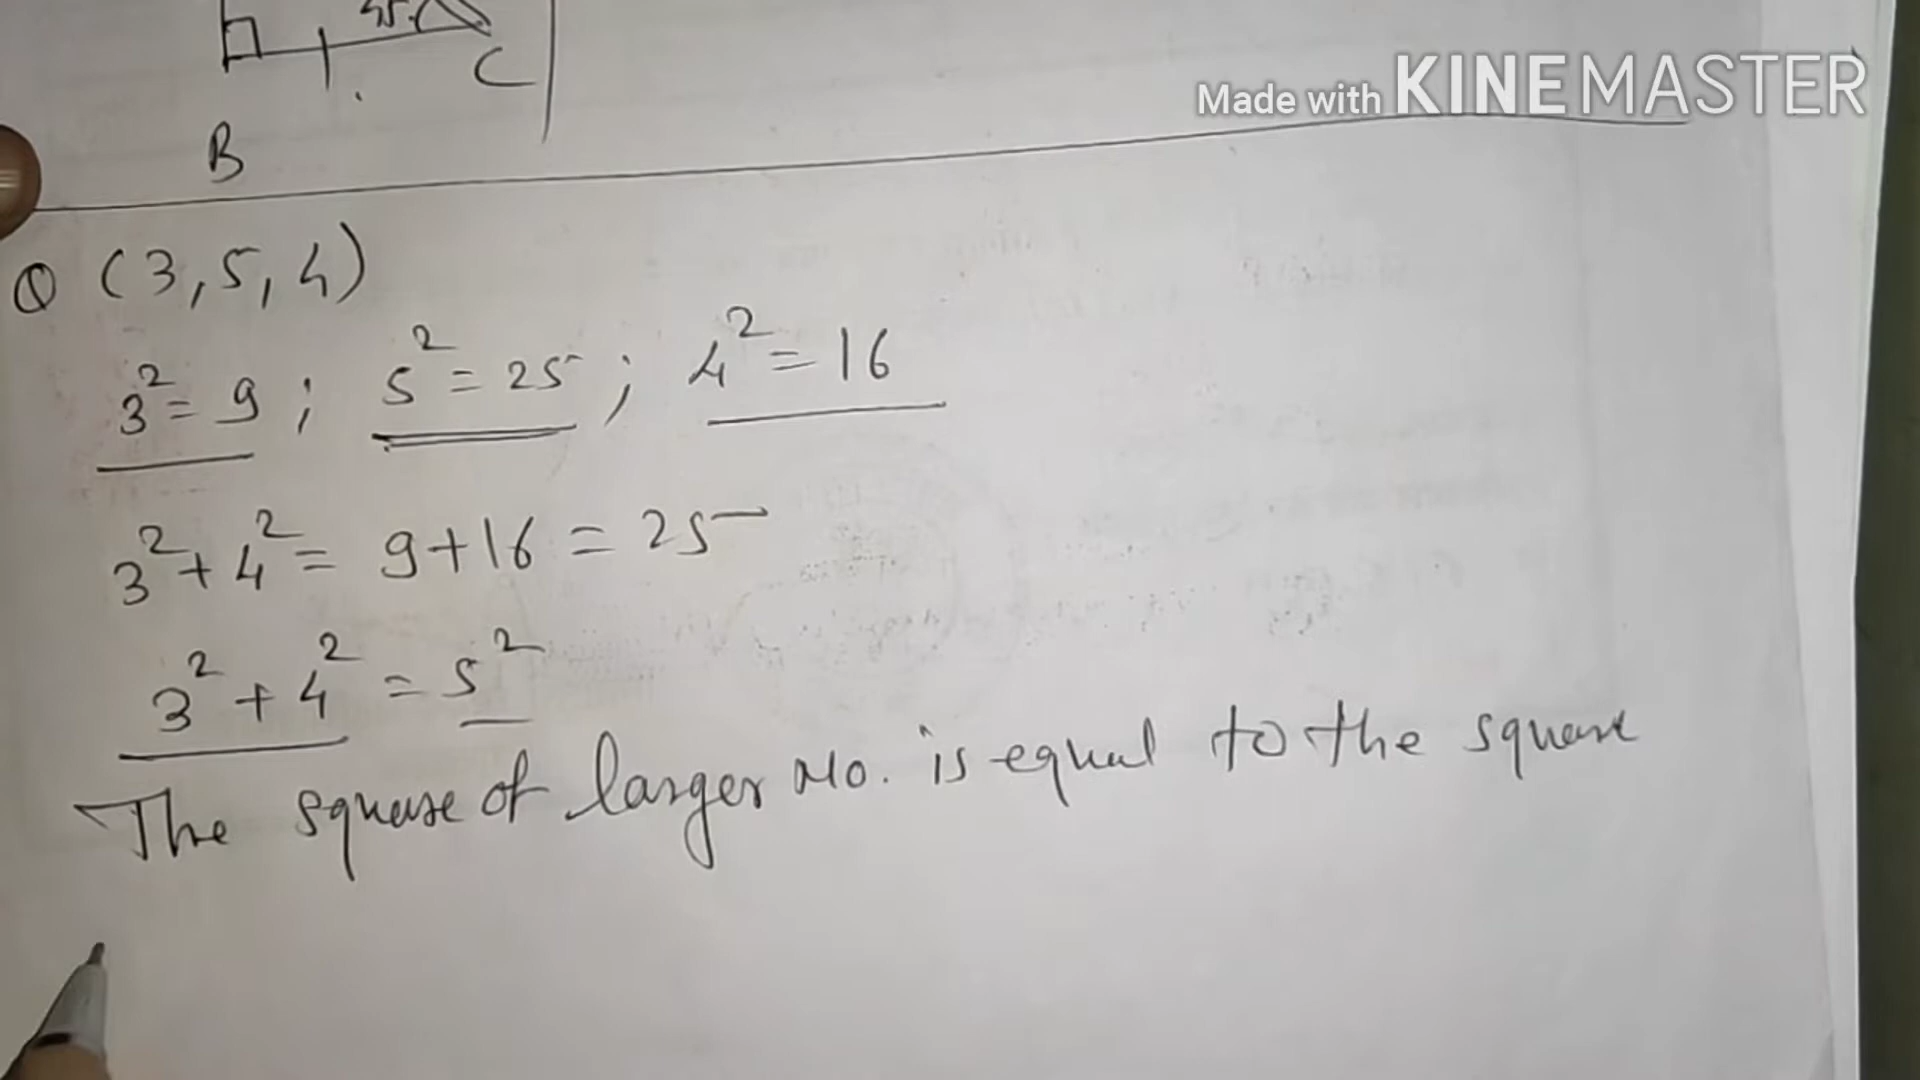 45°
C
Made with KINEMASTER
B
Q (3,5,4)
3² = 9 ; 5² = 25 ; 4² = 16
3² + 4² = 9 + 16 = 25
3² + 4² = 5²
The square of larger No. is equal to the square